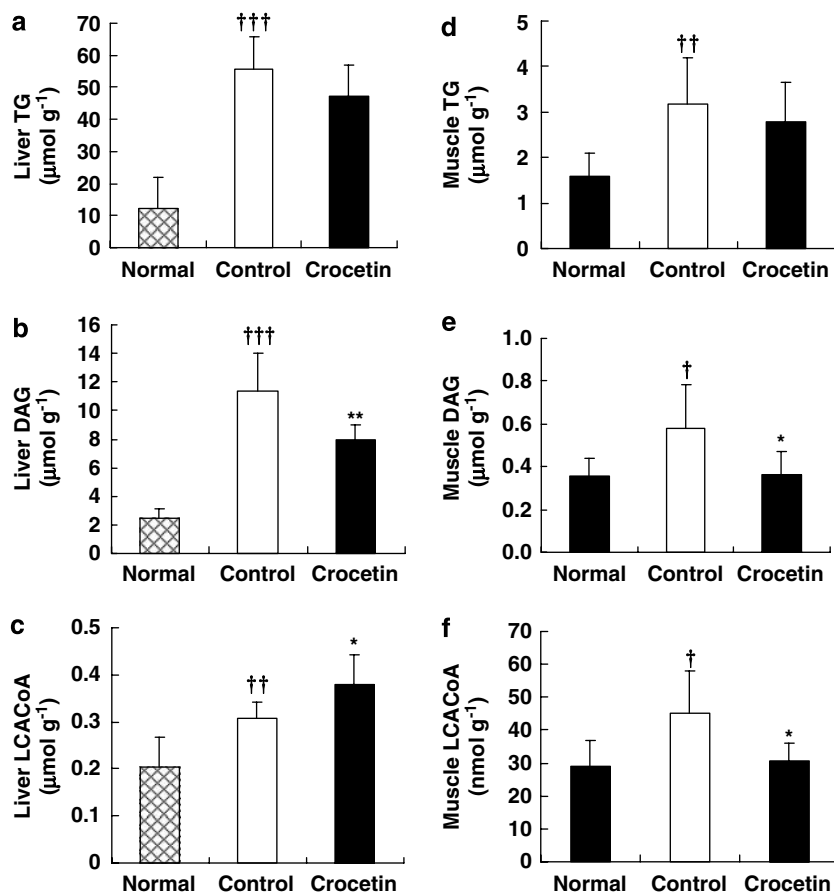 a
Liver TG
(μmol g⁻¹)
70
60
50
40
30
20
10
0
†††
Normal Control Crocetin
b
Liver DAG
(μmol g⁻¹)
16
14
12
10
8
6
4
2
0
†††
**
Normal Control Crocetin
c
Liver LCACoA
(μmol g⁻¹)
0.5
0.4
0.3
0.2
0.1
0
††
*
Normal Control Crocetin
d
Muscle TG
(μmol g⁻¹)
5
4
3
2
1
0
††
Normal Control Crocetin
e
Muscle DAG
(μmol g⁻¹)
1.0
0.8
0.6
0.4
0.2
0.0
†
*
Normal Control Crocetin
f
Muscle LCACoA
(nmol g⁻¹)
70
60
50
40
30
20
10
0
†
*
Normal Control Crocetin